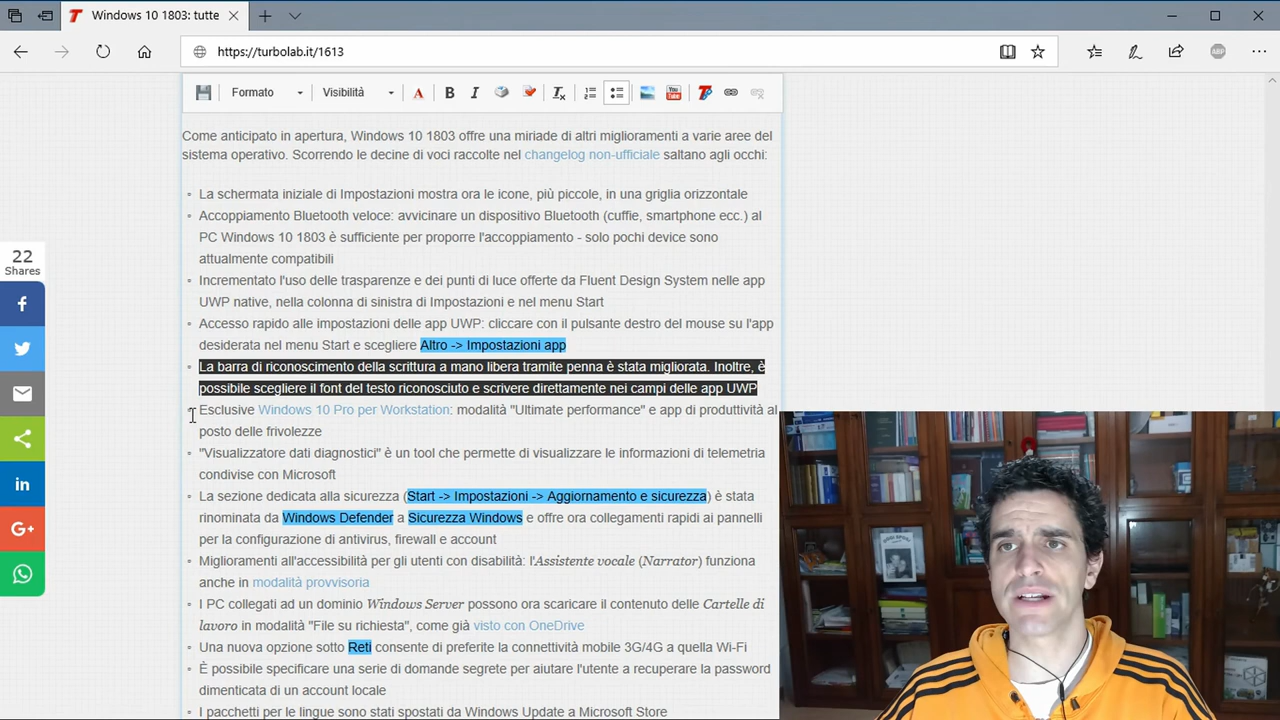 Windows 10 1803: tutte
https://turbolab.it/1613
ABP
Formato
Visibilità
Come anticipato in apertura, Windows 10 1803 offre una miriade di altri miglioramenti a varie aree del
sistema operativo. Scorrendo le decine di voci raccolte nel changelog non-ufficiale saltano agli occhi:
La schermata iniziale di Impostazioni mostra ora le icone, più piccole, in una griglia orizzontale
Accoppiamento Bluetooth veloce: avvicinare un dispositivo Bluetooth (cuffie, smartphone ecc.) al
PC Windows 10 1803 è sufficiente per proporre l'accoppiamento - solo pochi device sono
attualmente compatibili
Incrementato l'uso delle trasparenze e dei punti di luce offerte da Fluent Design System nelle app
UWP native, nella colonna di sinistra di Impostazioni e nel menu Start
Accesso rapido alle impostazioni delle app UWP: cliccare con il pulsante destro del mouse su l'app
desiderata nel menu Start e scegliere Altro -> Impostazioni app
La barra di riconoscimento della scrittura a mano libera tramite penna è stata migliorata. Inoltre, è
possibile scegliere il font del testo riconosciuto e scrivere direttamente nei campi delle app UWP
Esclusive Windows 10 Pro per Workstation: modalità "Ultimate performance" e app di produttività al
posto delle frivolezze
"Visualizzatore dati diagnostici" è un tool che permette di visualizzare le informazioni di telemetria
condivise con Microsoft
La sezione dedicata alla sicurezza (Start -> Impostazioni -> Aggiornamento e sicurezza) è stata
rinominata da Windows Defender a Sicurezza Windows e offre ora collegamenti rapidi ai pannelli
per la configurazione di antivirus, firewall e account
Miglioramenti all'accessibilità per gli utenti con disabilità: l'Assistente vocale (Narrator) funziona
anche in modalità provvisoria
I PC collegati ad un dominio Windows Server possono ora scaricare il contenuto delle Cartelle di
lavoro in modalità "File su richiesta", come già visto con OneDrive
Una nuova opzione sotto Reti consente di preferite la connettività mobile 3G/4G a quella Wi-Fi
È possibile specificare una serie di domande segrete per aiutare l'utente a recuperare la password
dimenticata di un account locale
I pacchetti per le lingue sono stati spostati da Windows Update a Microsoft Store
22
Shares